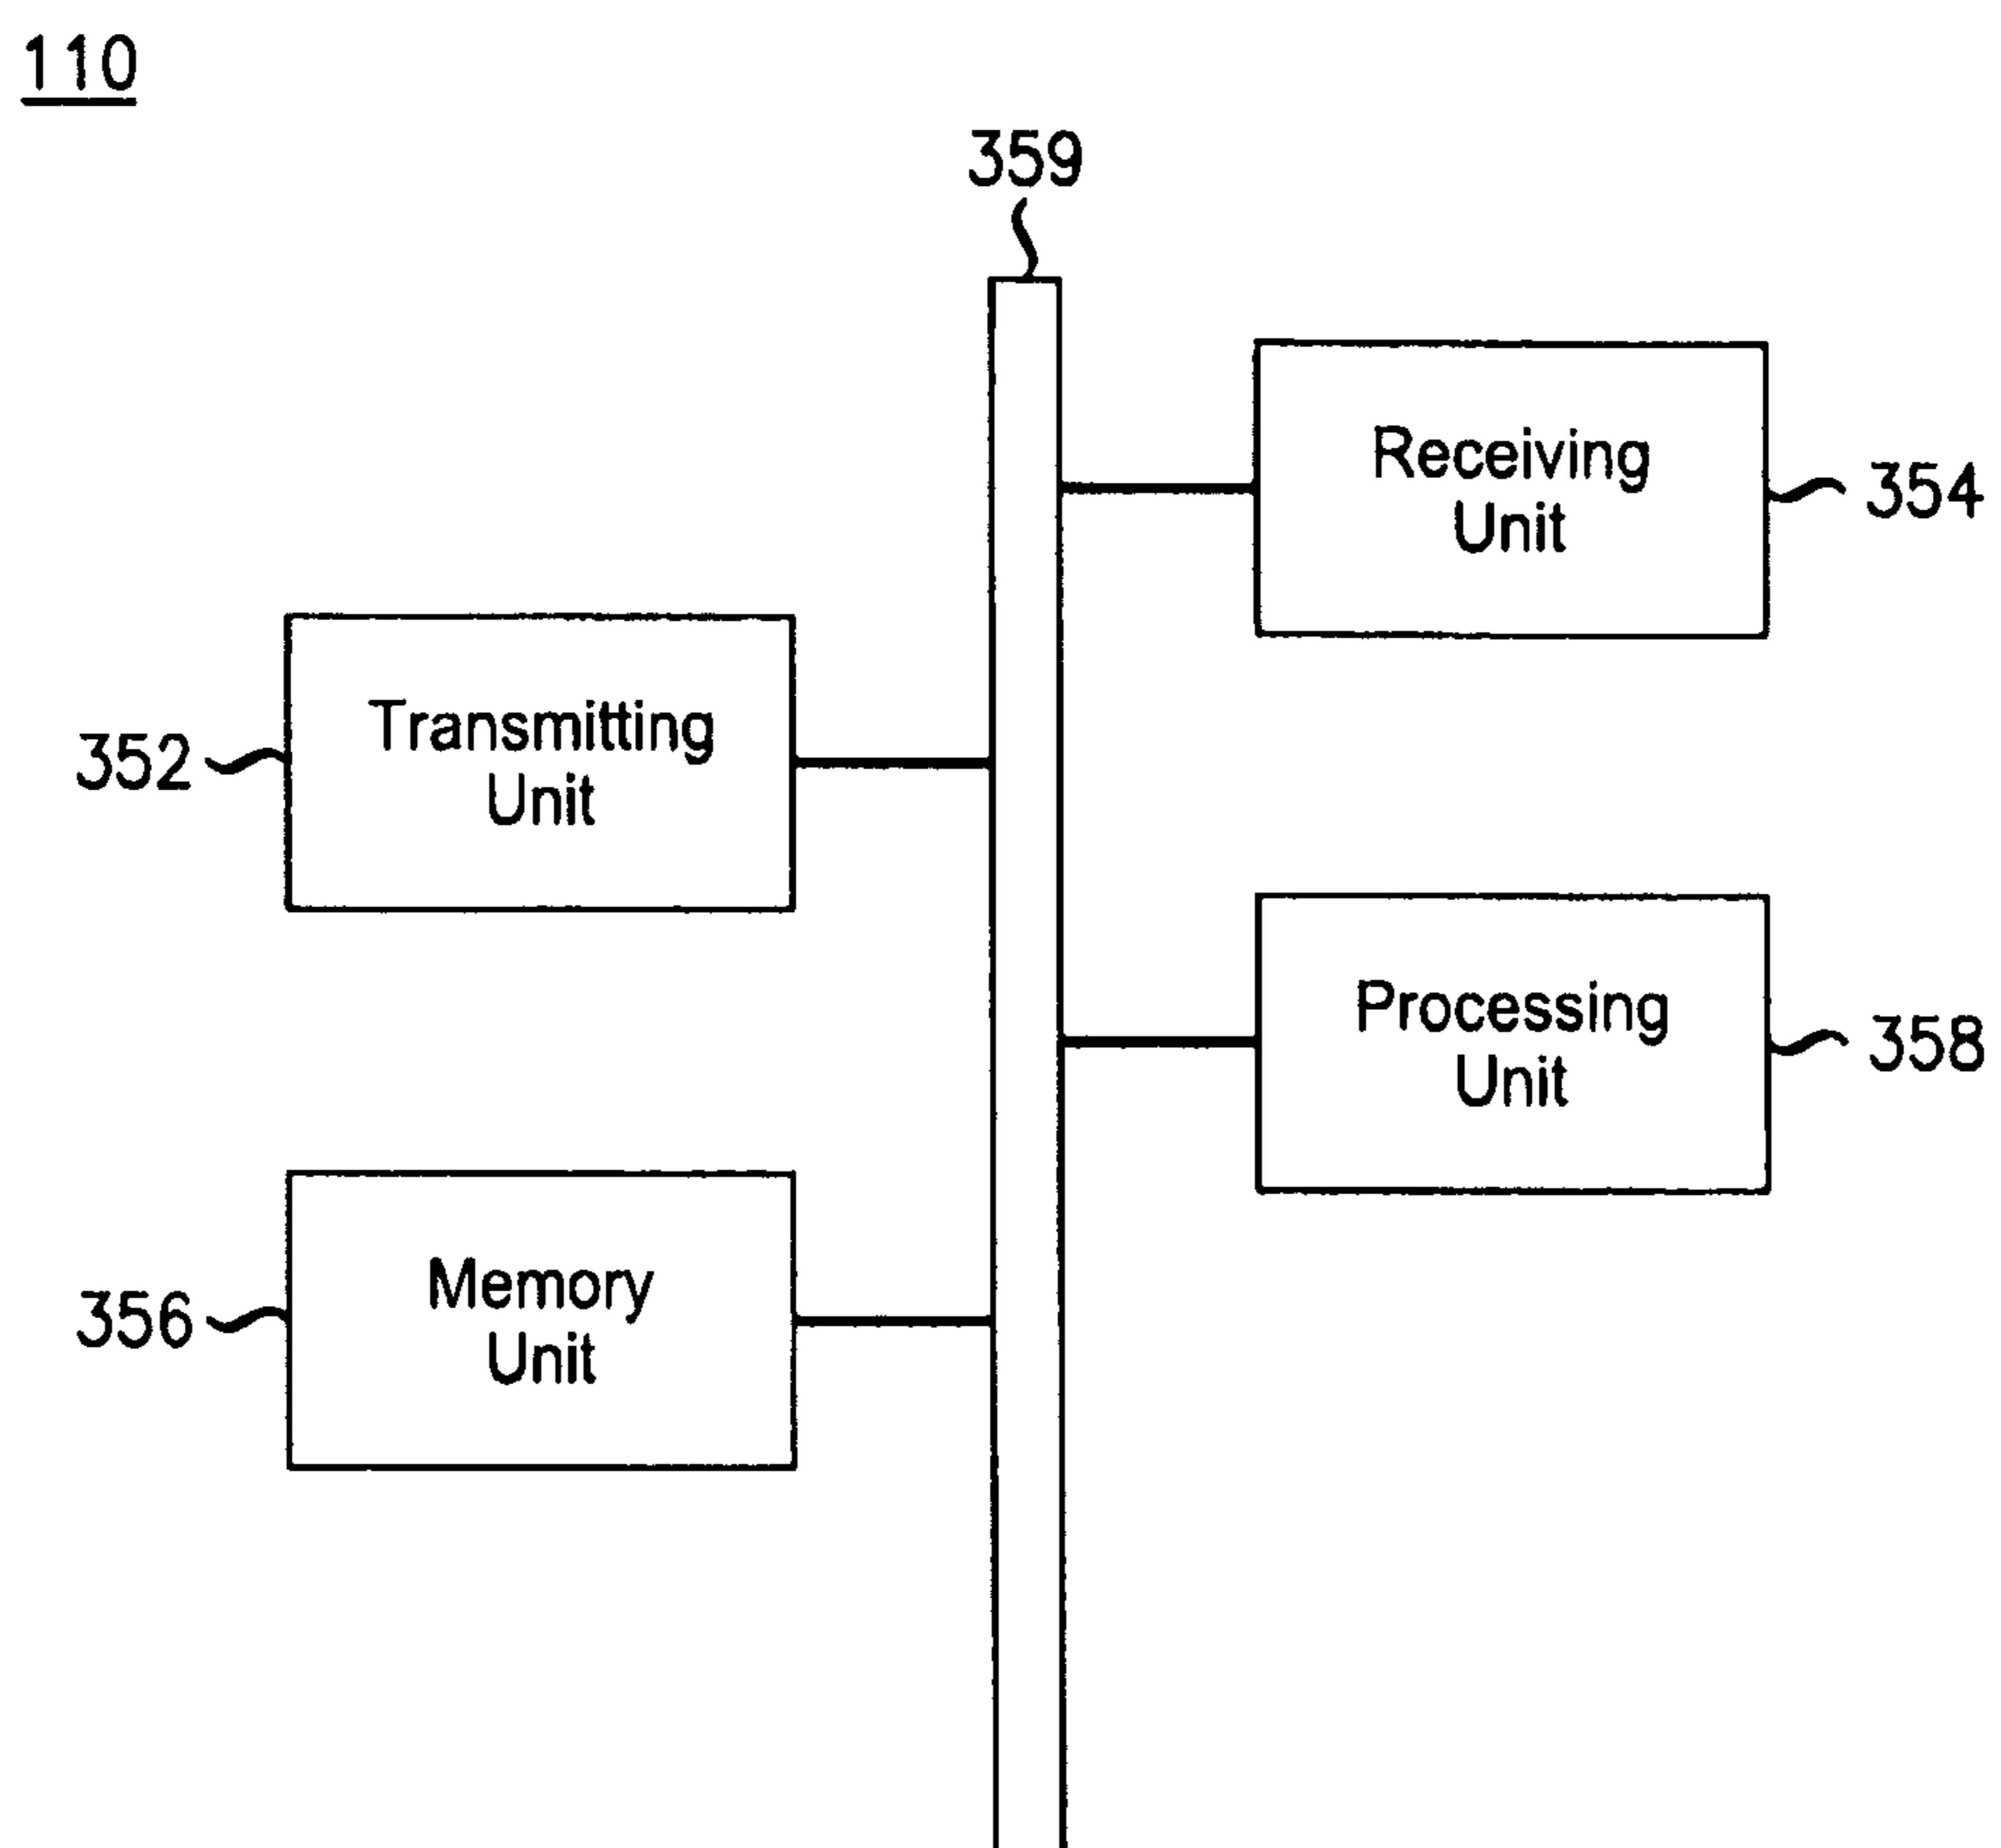 110
359
Receiving
Unit
354
Transmitting
Unit
352
Processing
Unit
358
Memory
Unit
356